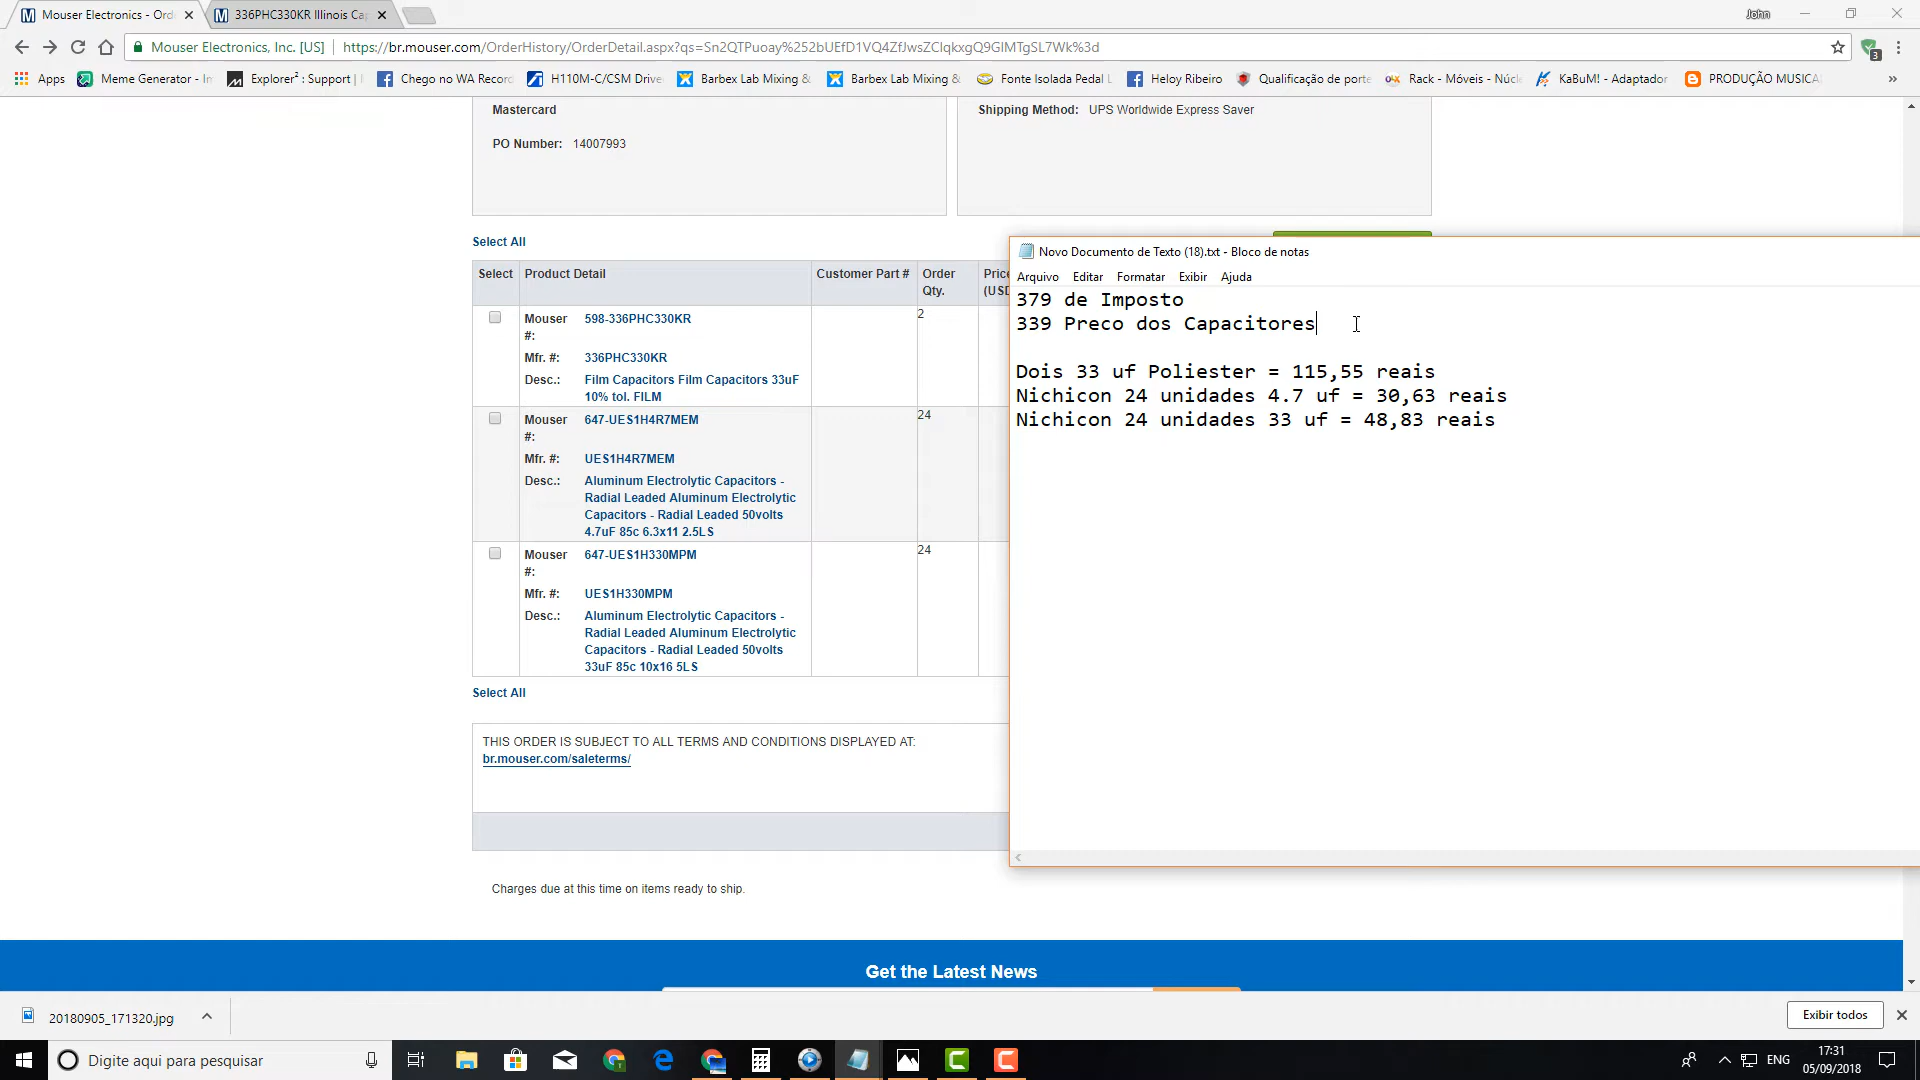 Mouser Electronics - Ord
336PHC330KR Illinois Ca
John
Mouser Electronics, Inc. [US]
https://br.mouser.com/OrderHistory/OrderDetail.aspx?qs=Sn2QTPuoay%252bUEfD1VQ4ZfJwsZClqkxgQ9GlMTgSL7Wk%3d
3
Apps
Meme Generator - Im
Explorer² : Support |
Chego no WA Record
H110M-C/CSM Drive
Barbex Lab Mixing &
Barbex Lab Mixing &
Fonte Isolada Pedal L
Heloy Ribeiro
Qualificação de porte
Rack - Móveis - Núcl
KaBuM! - Adaptador
PRODUÇÃO MUSICA
»
Mastercard
PO Number: 14007993
Shipping Method: UPS Worldwide Express Saver
Select All
Select
Product Detail
Customer Part #
Order
Qty.
Price
(USD
Mouser
#:
598-336PHC330KR
2
Mfr. #:
336PHC330KR
Desc.:
Film Capacitors Film Capacitors 33uF
10% tol. FILM
Mouser
#:
647-UES1H4R7MEM
24
Mfr. #:
UES1H4R7MEM
Desc.:
Aluminum Electrolytic Capacitors -
Radial Leaded Aluminum Electrolytic
Capacitors - Radial Leaded 50volts
4.7uF 85c 6.3x11 2.5LS
Mouser
#:
647-UES1H330MPM
24
Mfr. #:
UES1H330MPM
Desc.:
Aluminum Electrolytic Capacitors -
Radial Leaded Aluminum Electrolytic
Capacitors - Radial Leaded 50volts
33uF 85c 10x16 5LS
Select All
THIS ORDER IS SUBJECT TO ALL TERMS AND CONDITIONS DISPLAYED AT:
br.mouser.com/saleterms/
Charges due at this time on items ready to ship.
Get the Latest News
Novo Documento de Texto (18).txt - Bloco de notas
Arquivo Editar Formatar Exibir Ajuda
379 de Imposto
339 Preco dos Capacitores
Dois 33 uf Poliester = 115,55 reais
Nichicon 24 unidades 4.7 uf = 30,63 reais
Nichicon 24 unidades 33 uf = 48,83 reais
20180905_171320.jpg
Exibir todos
Digite aqui para pesquisar
ENG
17:31
05/09/2018